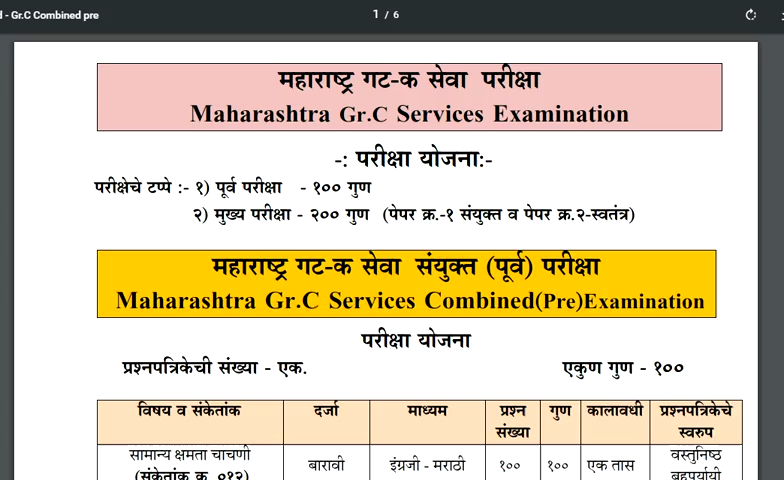 d - Gr.C Combined pre
1 / 6
महाराष्ट्र गट-क सेवा परीक्षा
Maharashtra Gr.C Services Examination
-: परीक्षा योजना:-
परीक्षेचे टप्पे :- १) पूर्व परीक्षा - १०० गुण
२) मुख्य परीक्षा - २०० गुण (पेपर क्र.-१ संयुक्त व पेपर क्र.२-स्वतंत्र)
महाराष्ट्र गट-क सेवा संयुक्त (पूर्व) परीक्षा
Maharashtra Gr.C Services Combined(Pre)Examination
परीक्षा योजना
प्रश्नपत्रिकेची संख्या - एक. एकुण गुण - १००
विषय व संकेतांक दर्जा माध्यम प्रश्न संख्या गुण कालावधी प्रश्नपत्रिकेचे स्वरुप
सामान्य क्षमता चाचणी बारावी इंग्रजी - मराठी १०० १०० एक तास वस्तुनिष्ठ
(संकेतांक क्र. ०१२) बहुपर्यायी